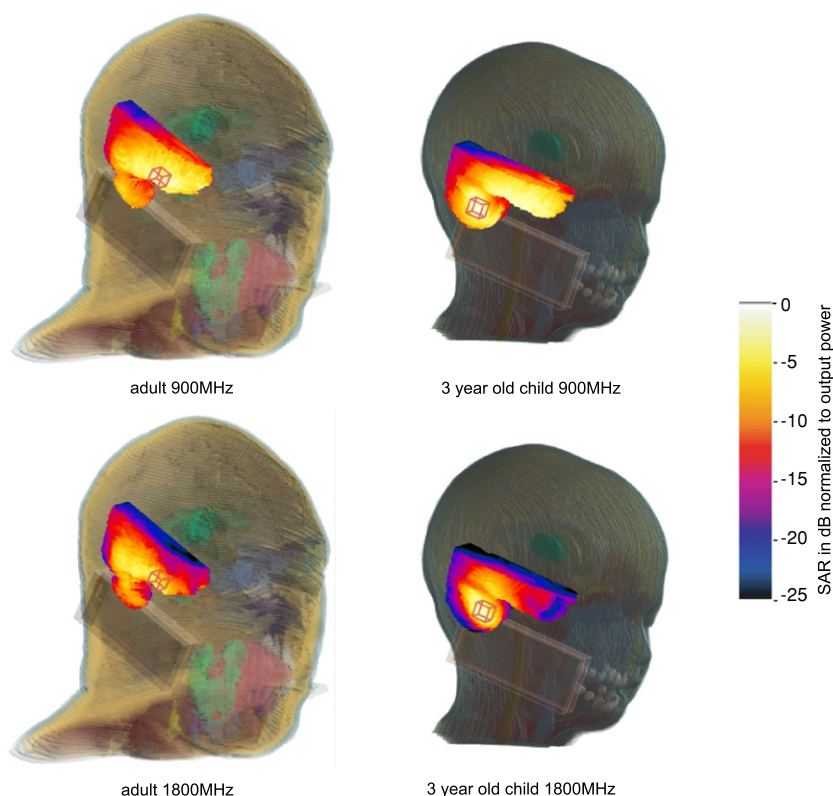 adult 900MHz
3 year old child 900MHz
0
-5
-10
-15
-20
-25
SAR in dB normalized to output power
adult 1800MHz
3 year old child 1800MHz